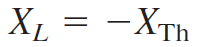 X_L = −X_Th